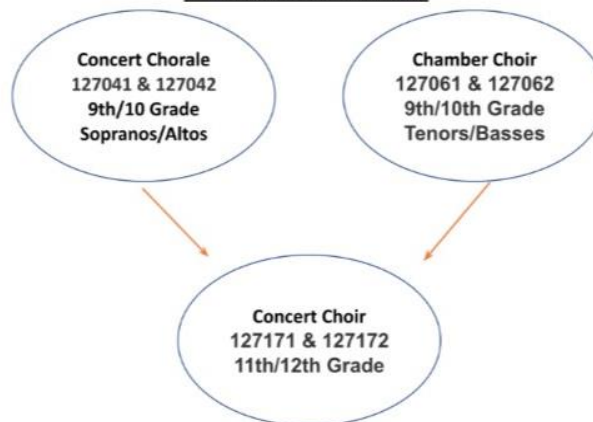 Concert Chorale
127041 & 127042
9th/10 Grade
Sopranos/Altos
Chamber Choir
127061 & 127062
9th/10th Grade
Tenors/Basses
Concert Choir
127171 & 127172
11th/12th Grade